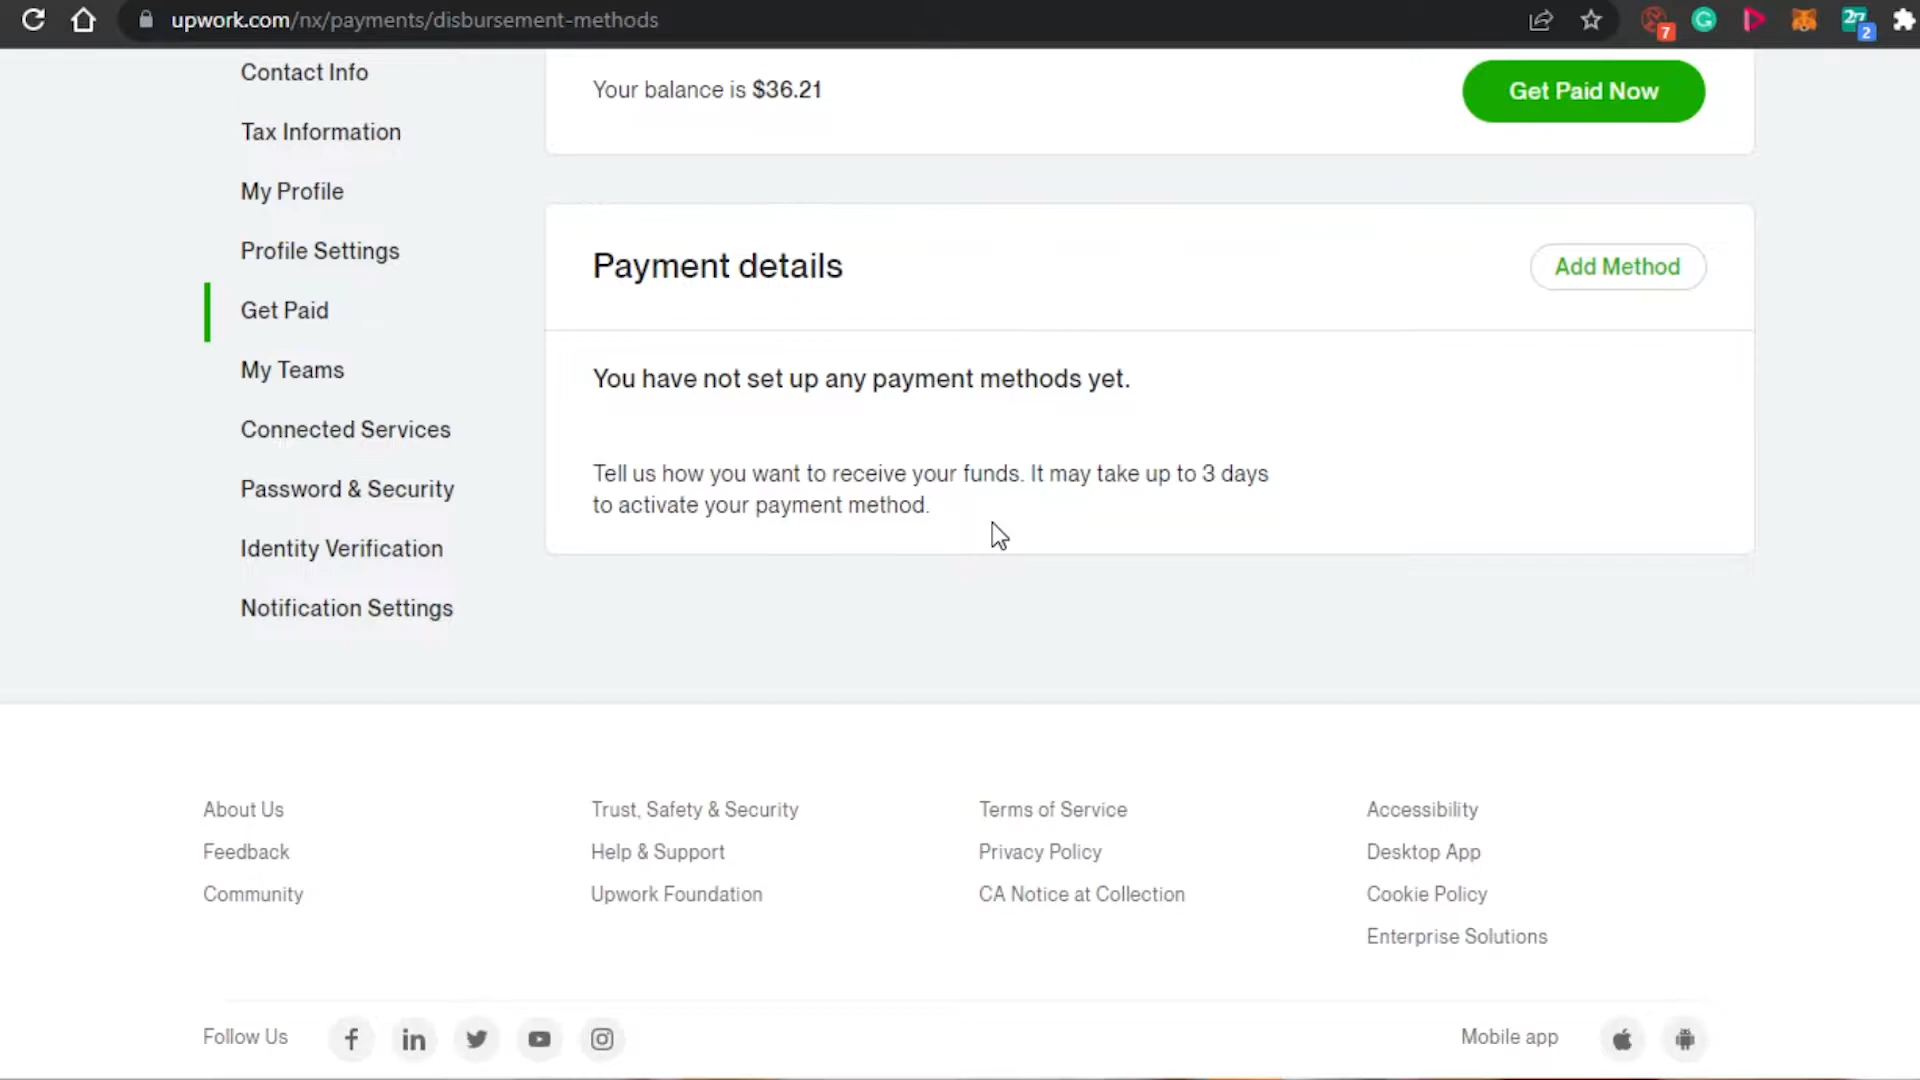 upwork.com/nx/payments/disbursement-methods
7
2
Contact Info
Tax Information
My Profile
Profile Settings
Get Paid
My Teams
Connected Services
Password & Security
Identity Verification
Notification Settings
Your balance is $36.21
Get Paid Now
Payment details
Add Method
You have not set up any payment methods yet.
Tell us how you want to receive your funds. It may take up to 3 days
to activate your payment method.
About Us
Feedback
Community
Trust, Safety & Security
Help & Support
Upwork Foundation
Terms of Service
Privacy Policy
CA Notice at Collection
Accessibility
Desktop App
Cookie Policy
Enterprise Solutions
Follow Us
Mobile app